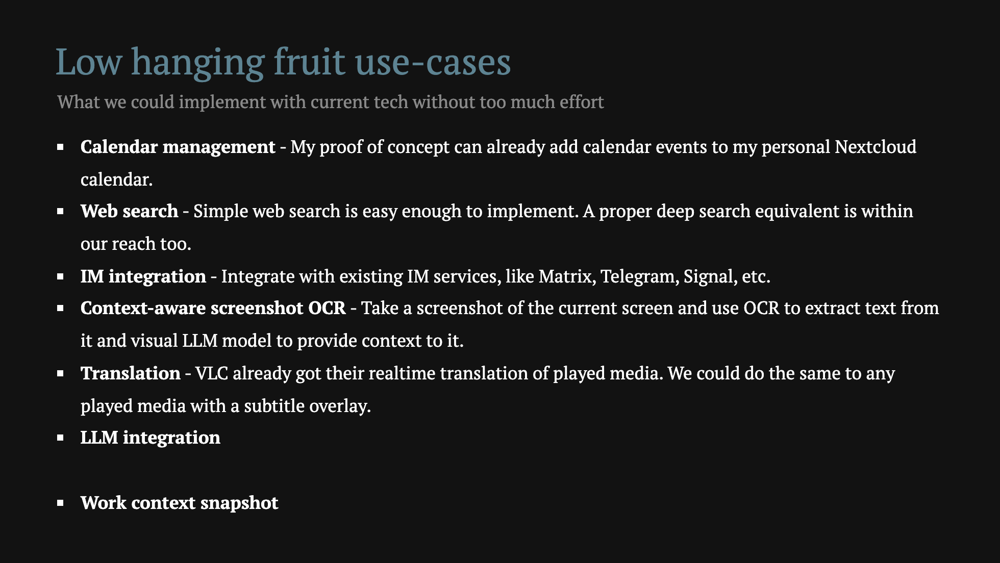 Low hanging fruit use-cases
What we could implement with current tech without too much effort
▪ Calendar management - My proof of concept can already add calendar events to my personal Nextcloud
calendar.
▪ Web search - Simple web search is easy enough to implement. A proper deep search equivalent is within
our reach too.
▪ IM integration - Integrate with existing IM services, like Matrix, Telegram, Signal, etc.
▪ Context-aware screenshot OCR - Take a screenshot of the current screen and use OCR to extract text from
it and visual LLM model to provide context to it.
▪ Translation - VLC already got their realtime translation of played media. We could do the same to any
played media with a subtitle overlay.
▪ LLM integration
▪ Work context snapshot